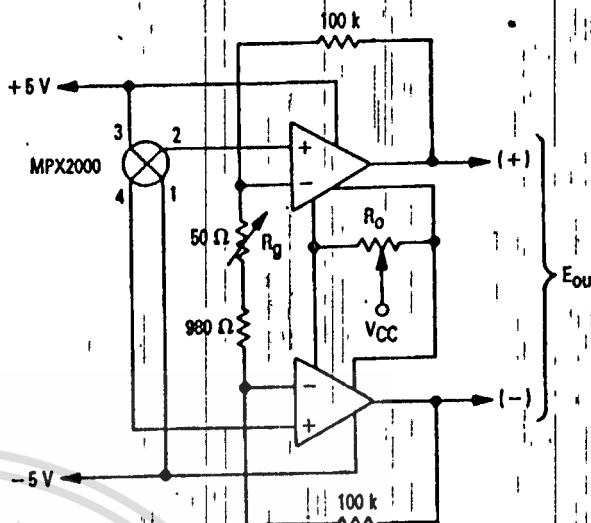 100 k
+5 V
3
2
MPX2000
4
1
+
−
(+)
50 Ω
Rg
Ro
VCC
980 Ω
Eou
−
+
(−)
−5 V
100 k